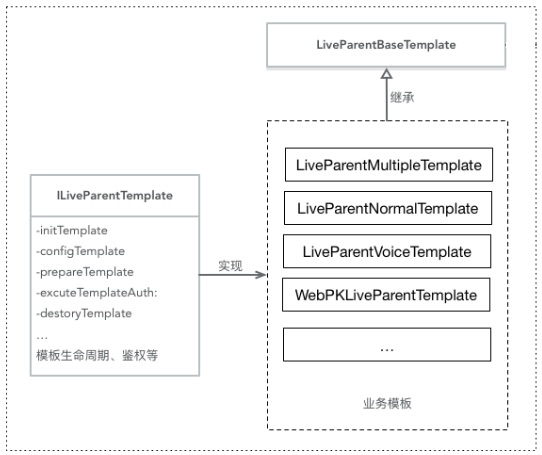 LiveParentBaseTemplate
继承
ILiveParentTemplate
-initTemplate
-configTemplate
-prepareTemplate
-excuteTemplateAuth:
-destoryTemplate
...
模板生命周期、鉴权等
实现
LiveParentMultipleTemplate
LiveParentNormalTemplate
LiveParentVoiceTemplate
WebPKLiveParentTemplate
...
业务模板